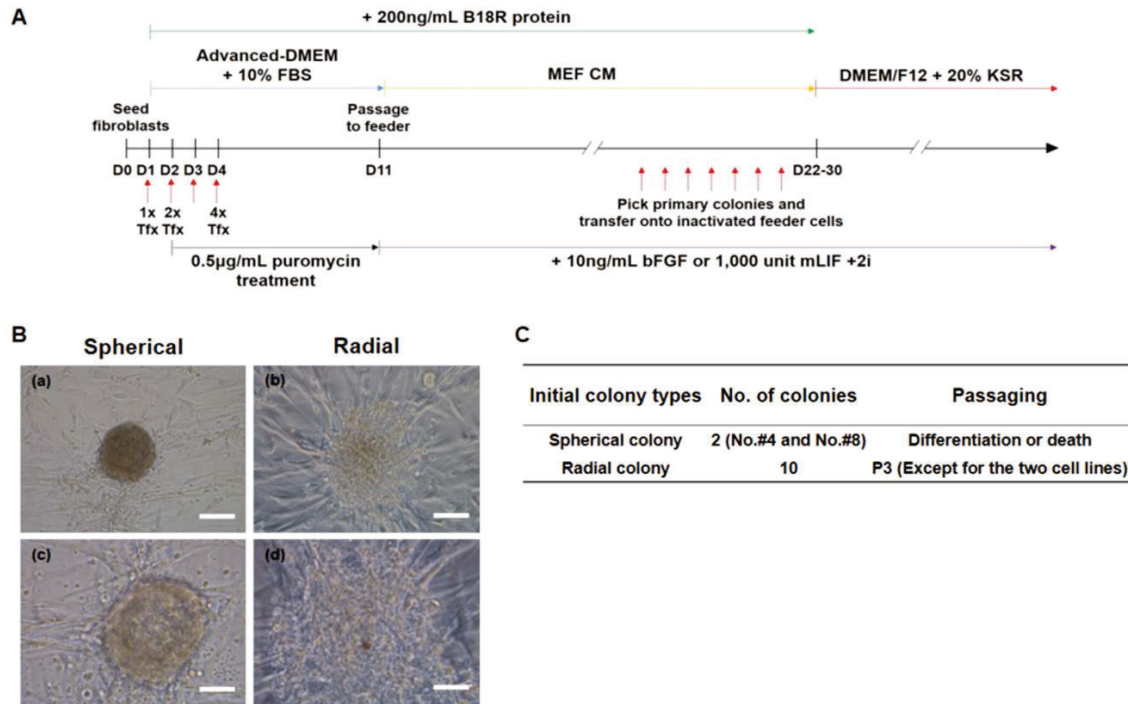 A
+ 200ng/mL B18R protein
Advanced-DMEM
+ 10% FBS
MEF CM
DMEM/F12 + 20% KSR
Seed
fibroblasts
Passage
to feeder
D0 D1 D2 D3 D4
D11
D22-30
1x
Tfx
2x
Tfx
4x
Tfx
Pick primary colonies and
transfer onto inactivated feeder cells
0.5µg/mL puromycin
treatment
+ 10ng/mL bFGF or 1,000 unit mLIF +2i
B
Spherical
Radial
(a)
(b)
(c)
(d)
C
Initial colony types No. of colonies Passaging
Spherical colony 2 (No.#4 and No.#8) Differentiation or death
Radial colony 10 P3 (Except for the two cell lines)